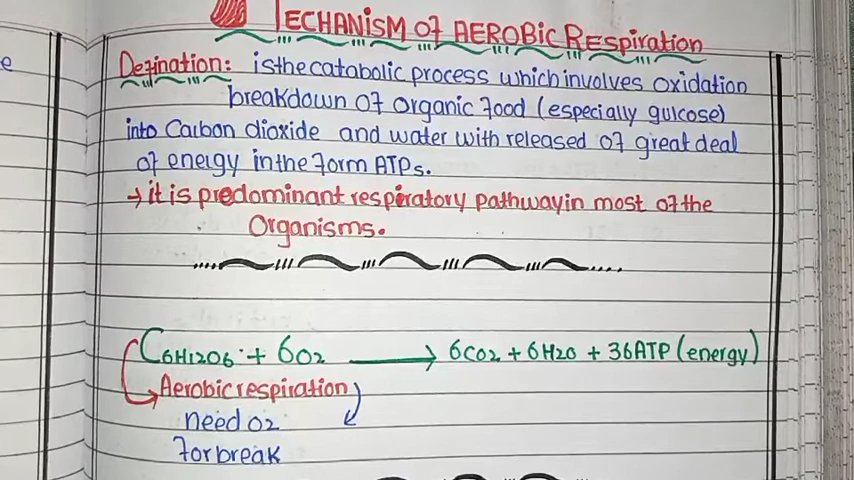 MECHANISM Of AEROBIC RESpiration
Defination: is the catabolic process which involves oxidation
breakdown Of Organic food (especially gulcose)
into Carbon dioxide and water with released of great deal
of energy in the form ATPs.
→ it is predominant respiratory pathway in most of the
Organisms.
C6H12O6 + 6O2 → 6CO2 + 6H2O + 36ATP (energy)
Aerobic respiration
need O2
for break